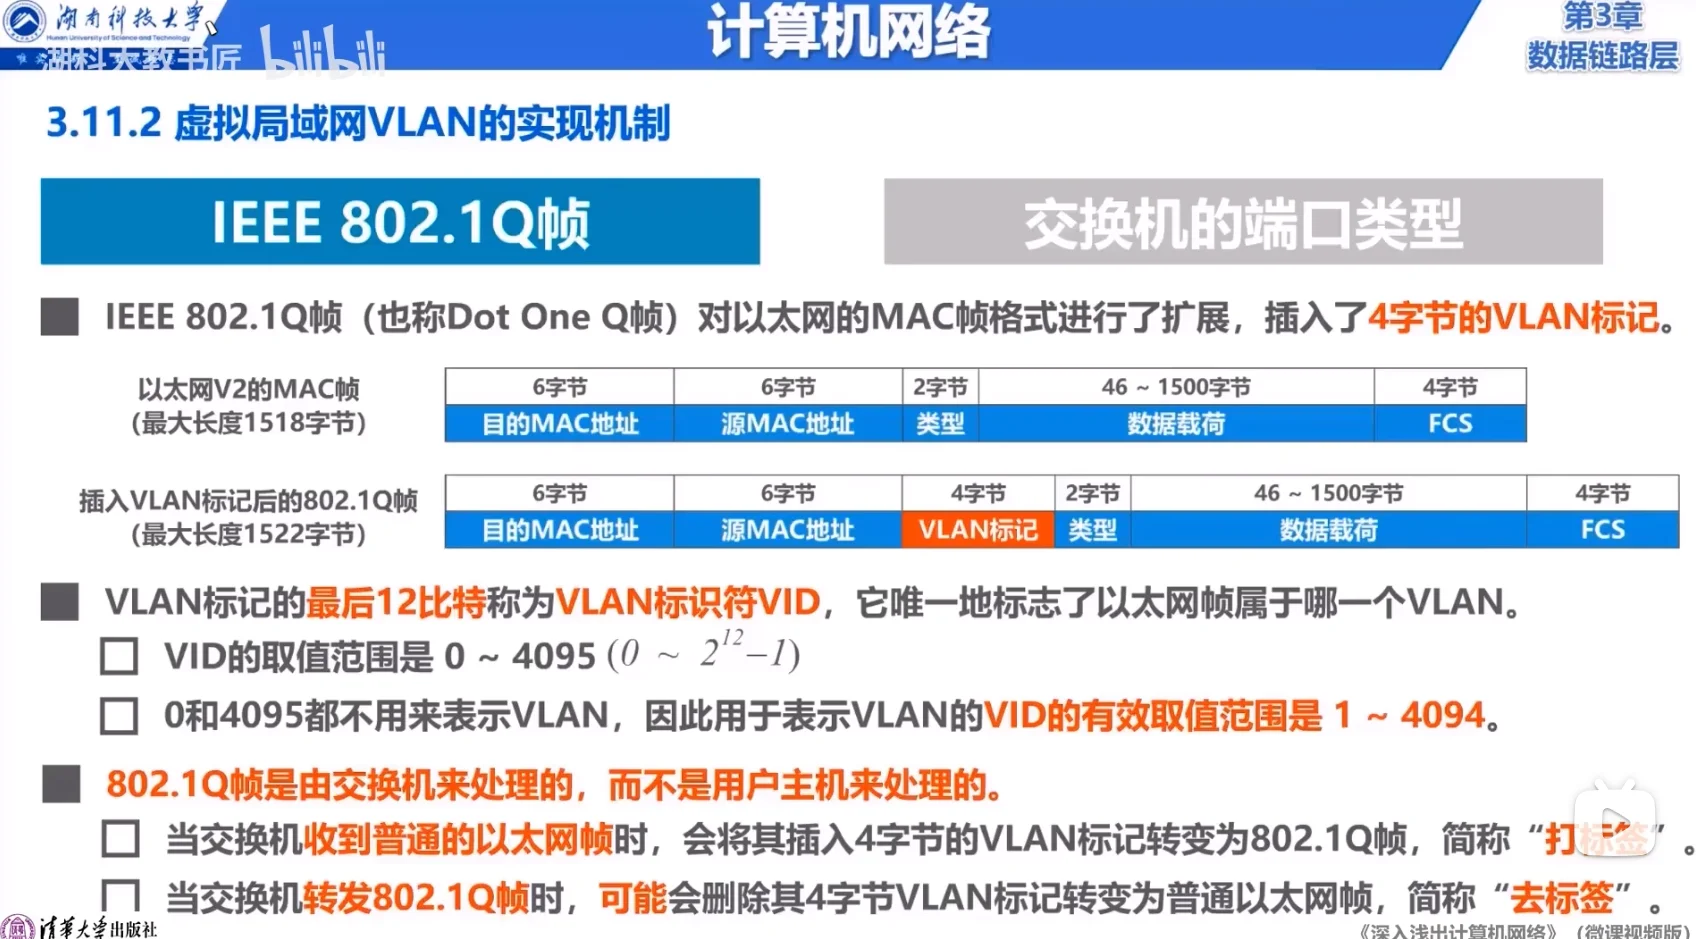 湖南科技大学
Hunan University of Science and Technology
湖科大教书匠 bilibili
计算机网络
第3章
数据链路层
3.11.2 虚拟局域网VLAN的实现机制
IEEE 802.1Q帧
交换机的端口类型
IEEE 802.1Q帧（也称Dot One Q帧）对以太网的MAC帧格式进行了扩展，插入了4字节的VLAN标记。
以太网V2的MAC帧
(最大长度1518字节)
6字节 6字节 2字节 46 ~ 1500字节 4字节
目的MAC地址 源MAC地址 类型 数据载荷 FCS
插入VLAN标记后的802.1Q帧
(最大长度1522字节)
6字节 6字节 4字节 2字节 46 ~ 1500字节 4字节
目的MAC地址 源MAC地址 VLAN标记 类型 数据载荷 FCS
VLAN标记的最后12比特称为VLAN标识符VID，它唯一地标志了以太网帧属于哪一个VLAN。
VID的取值范围是 0 ~ 4095 (0 ~ 2^12–1)
0和4095都不用来表示VLAN，因此用于表示VLAN的VID的有效取值范围是 1 ~ 4094。
802.1Q帧是由交换机来处理的，而不是用户主机来处理的。
当交换机收到普通的以太网帧时，会将其插入4字节的VLAN标记转变为802.1Q帧，简称“打标签”。
当交换机转发802.1Q帧时，可能会删除其4字节VLAN标记转变为普通以太网帧，简称“去标签”。
清华大学出版社
《深入浅出计算机网络》（微课视频版）